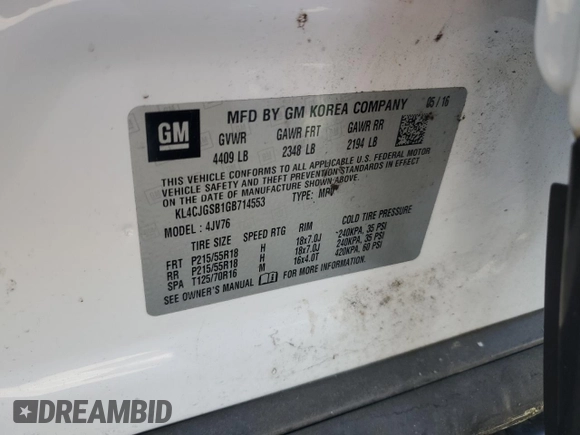 GM
MFD BY GM KOREA COMPANY 05/16
GVWR GAWR FRT GAWR RR
4409 LB 2348 LB 2194 LB
THIS VEHICLE CONFORMS TO ALL APPLICABLE U.S. FEDERAL MOTOR
VEHICLE SAFETY AND THEFT PREVENTION STANDARDS IN EFFECT
ON THE DATE OF MANUFACTURE SHOWN ABOVE.
KL4CJGSB1GB714553 TYPE: MPV
MODEL: 4JV76
TIRE SIZE SPEED RTG RIM COLD TIRE PRESSURE
FRT P215/55R18 H 18x7.0J 240KPA, 35 PSI
RR P215/55R18 H 18x7.0J 240KPA, 35 PSI
SPA T125/70R16 M 16x4.0T 420KPA, 60 PSI
SEE OWNER'S MANUAL
DREAMBID